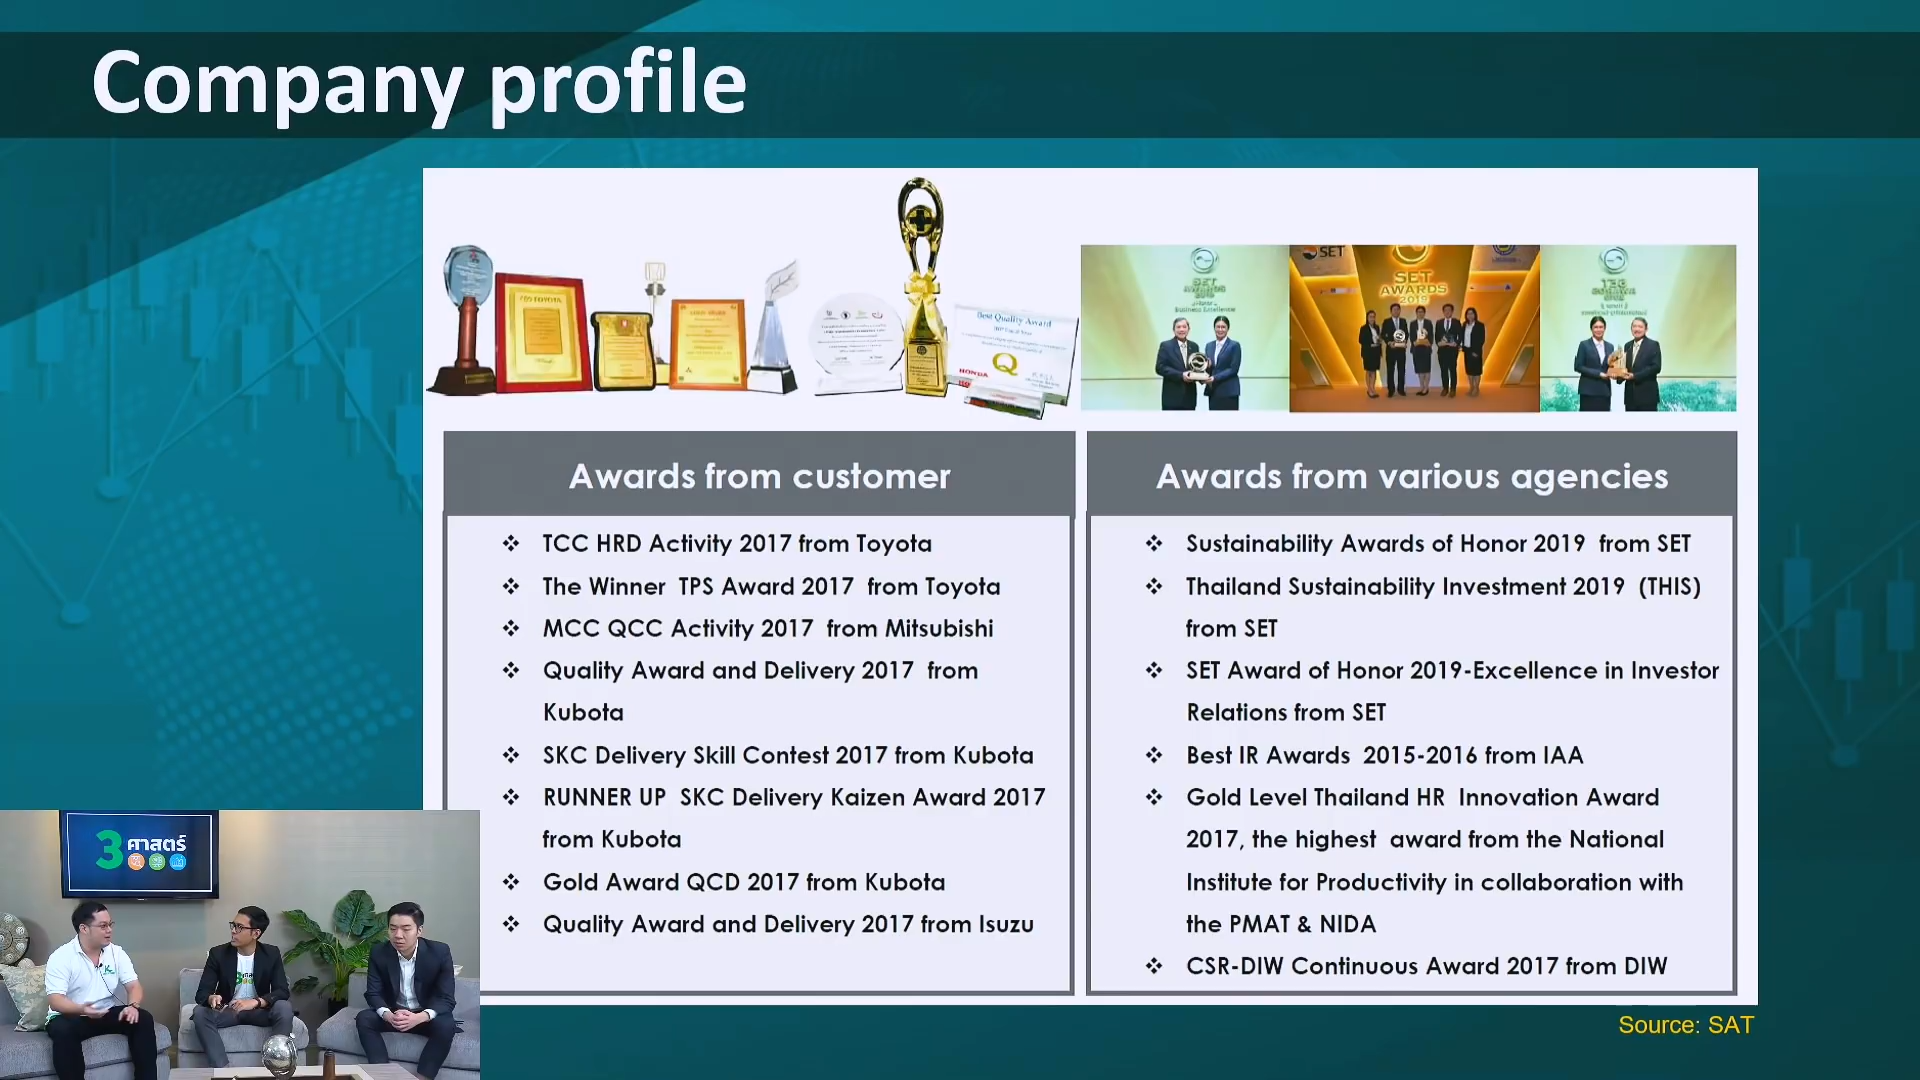 Company profile
TOYOTA
Best Quality Award
Q
HONDA
SET
AWARDS
2019
Business Excellence
SET
SET
AWARDS
2019
Awards from customer
❖ TCC HRD Activity 2017 from Toyota
❖ The Winner TPS Award 2017 from Toyota
❖ MCC QCC Activity 2017 from Mitsubishi
❖ Quality Award and Delivery 2017 from
Kubota
❖ SKC Delivery Skill Contest 2017 from Kubota
❖ RUNNER UP SKC Delivery Kaizen Award 2017
from Kubota
❖ Gold Award QCD 2017 from Kubota
❖ Quality Award and Delivery 2017 from Isuzu
Awards from various agencies
❖ Sustainability Awards of Honor 2019 from SET
❖ Thailand Sustainability Investment 2019 (THIS)
from SET
❖ SET Award of Honor 2019-Excellence in Investor
Relations from SET
❖ Best IR Awards 2015-2016 from IAA
❖ Gold Level Thailand HR Innovation Award
2017, the highest award from the National
Institute for Productivity in collaboration with
the PMAT & NIDA
❖ CSR-DIW Continuous Award 2017 from DIW
Source: SAT
3 ศาสตร์